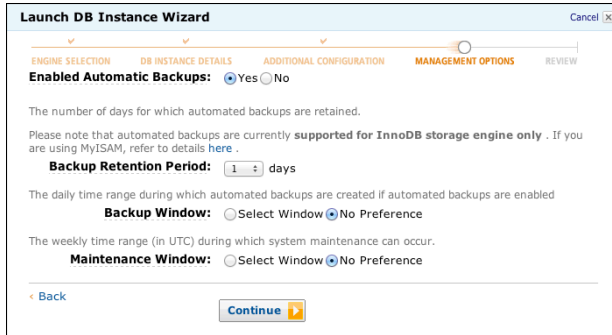 Launch DB Instance Wizard
Cancel x
ENGINE SELECTION DB INSTANCE DETAILS ADDITIONAL CONFIGURATION MANAGEMENT OPTIONS REVIEW
Enabled Automatic Backups: Yes No
The number of days for which automated backups are retained.
Please note that automated backups are currently supported for InnoDB storage engine only . If you
are using MyISAM, refer to details here .
Backup Retention Period: 1 days
The daily time range during which automated backups are created if automated backups are enabled
Backup Window: Select Window No Preference
The weekly time range (in UTC) during which system maintenance can occur.
Maintenance Window: Select Window No Preference
Back
Continue